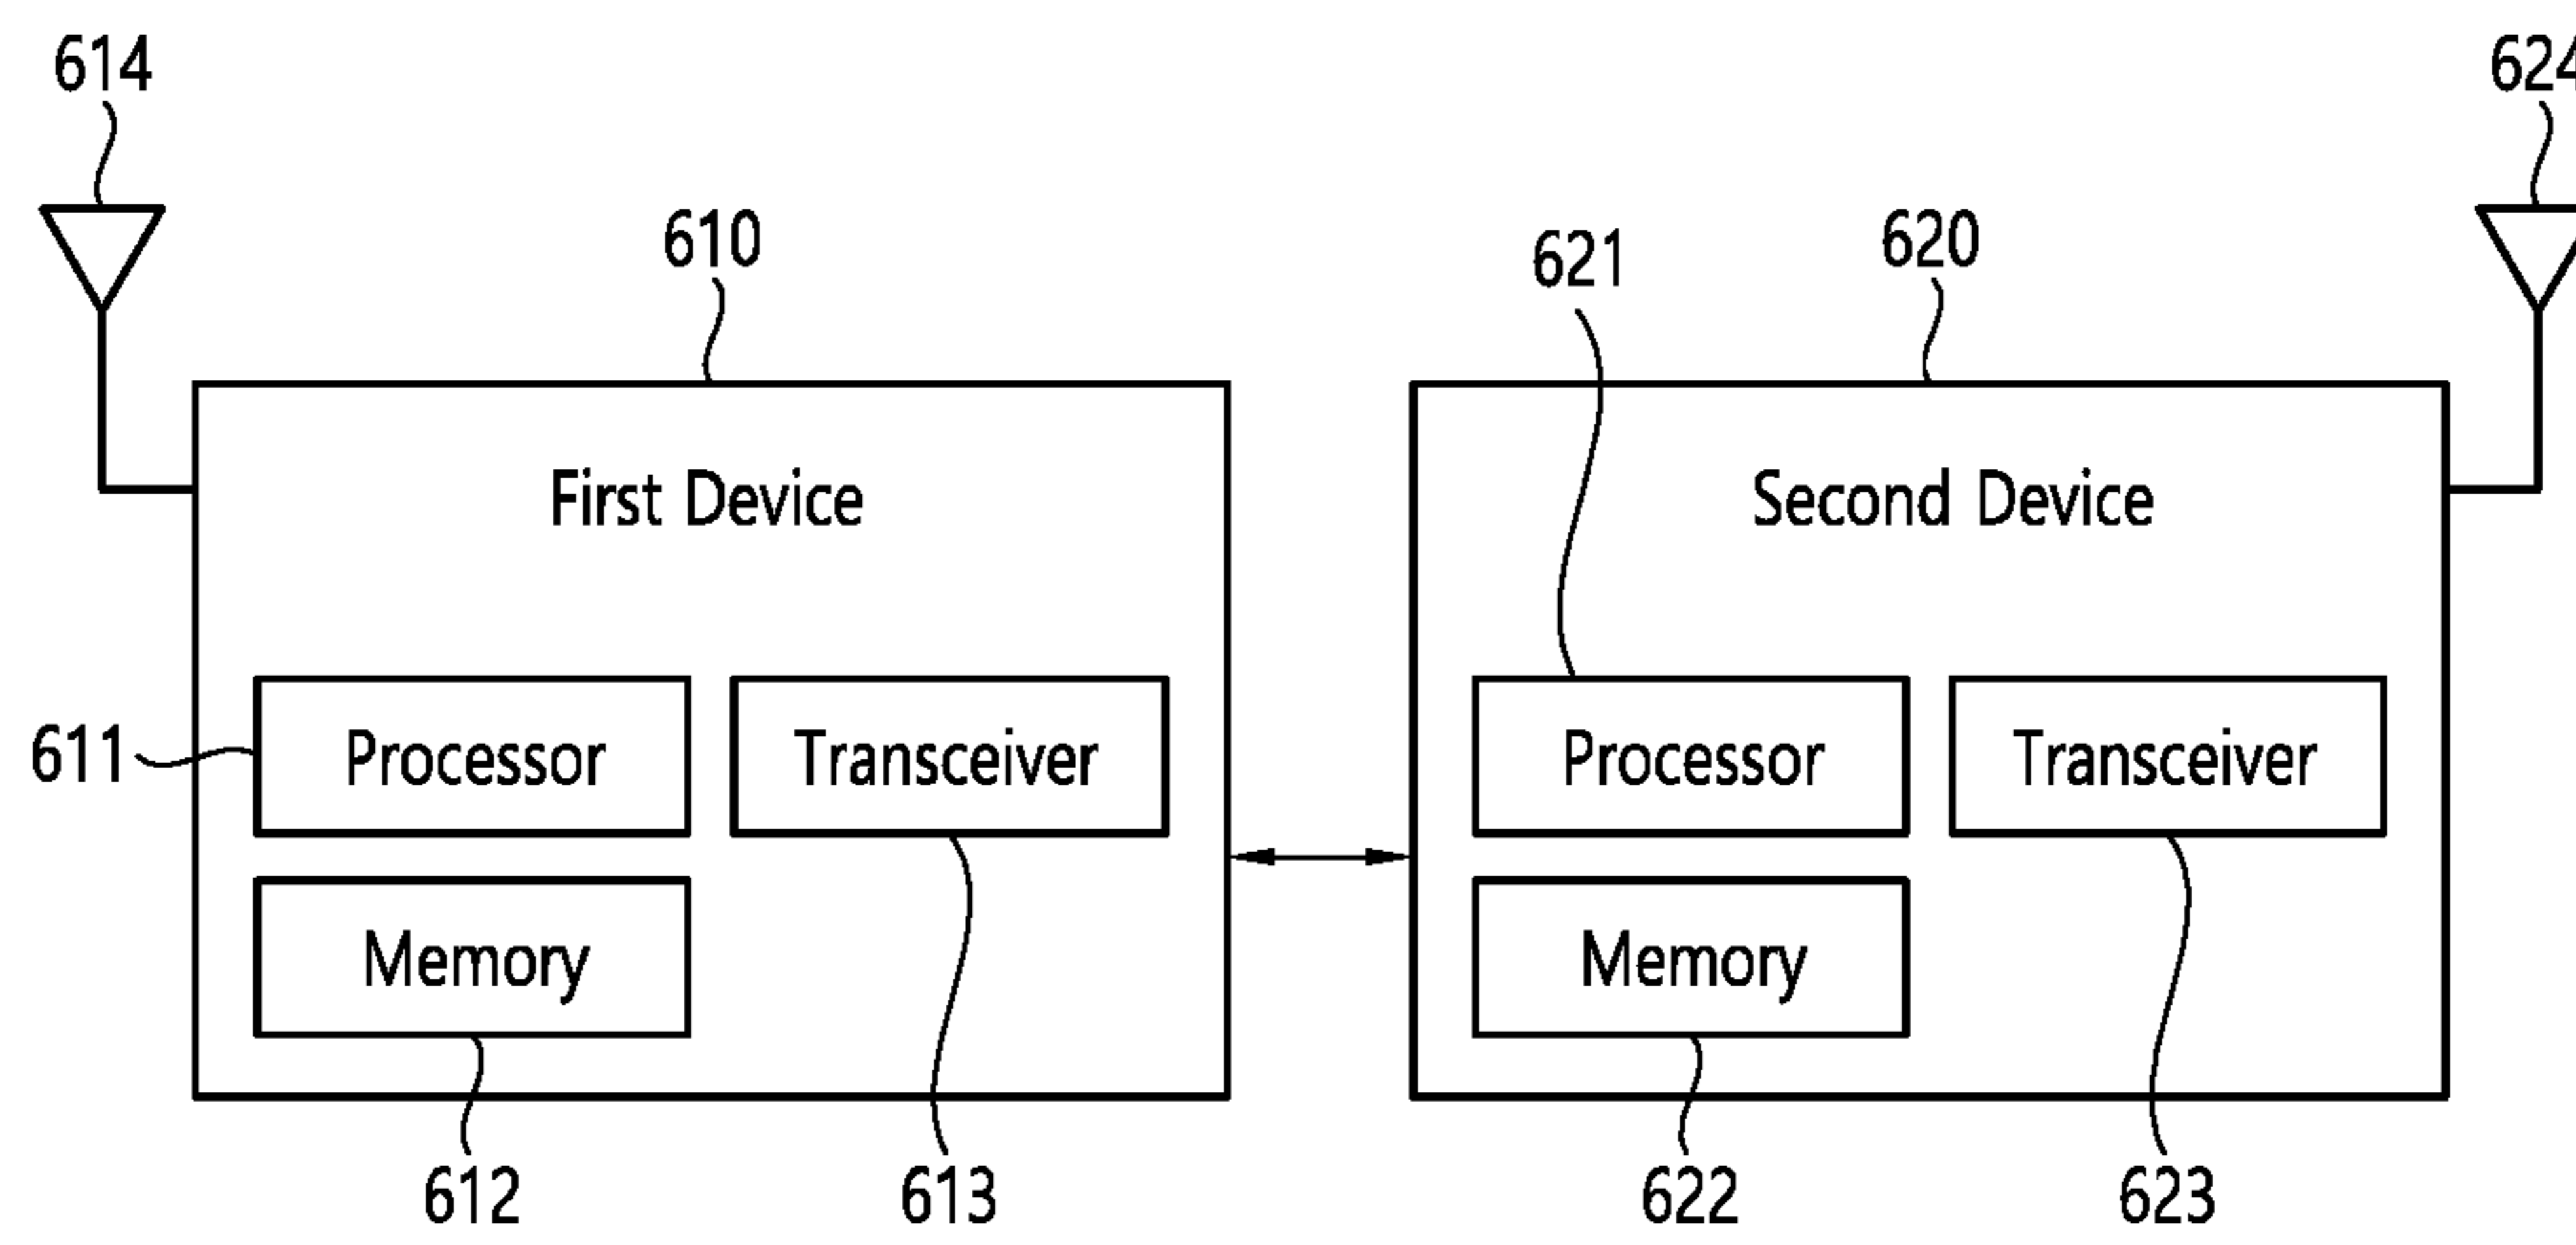 614
624
610
621
620
First Device
Second Device
611
Processor
Transceiver
Processor
Transceiver
Memory
Memory
612
613
622
623